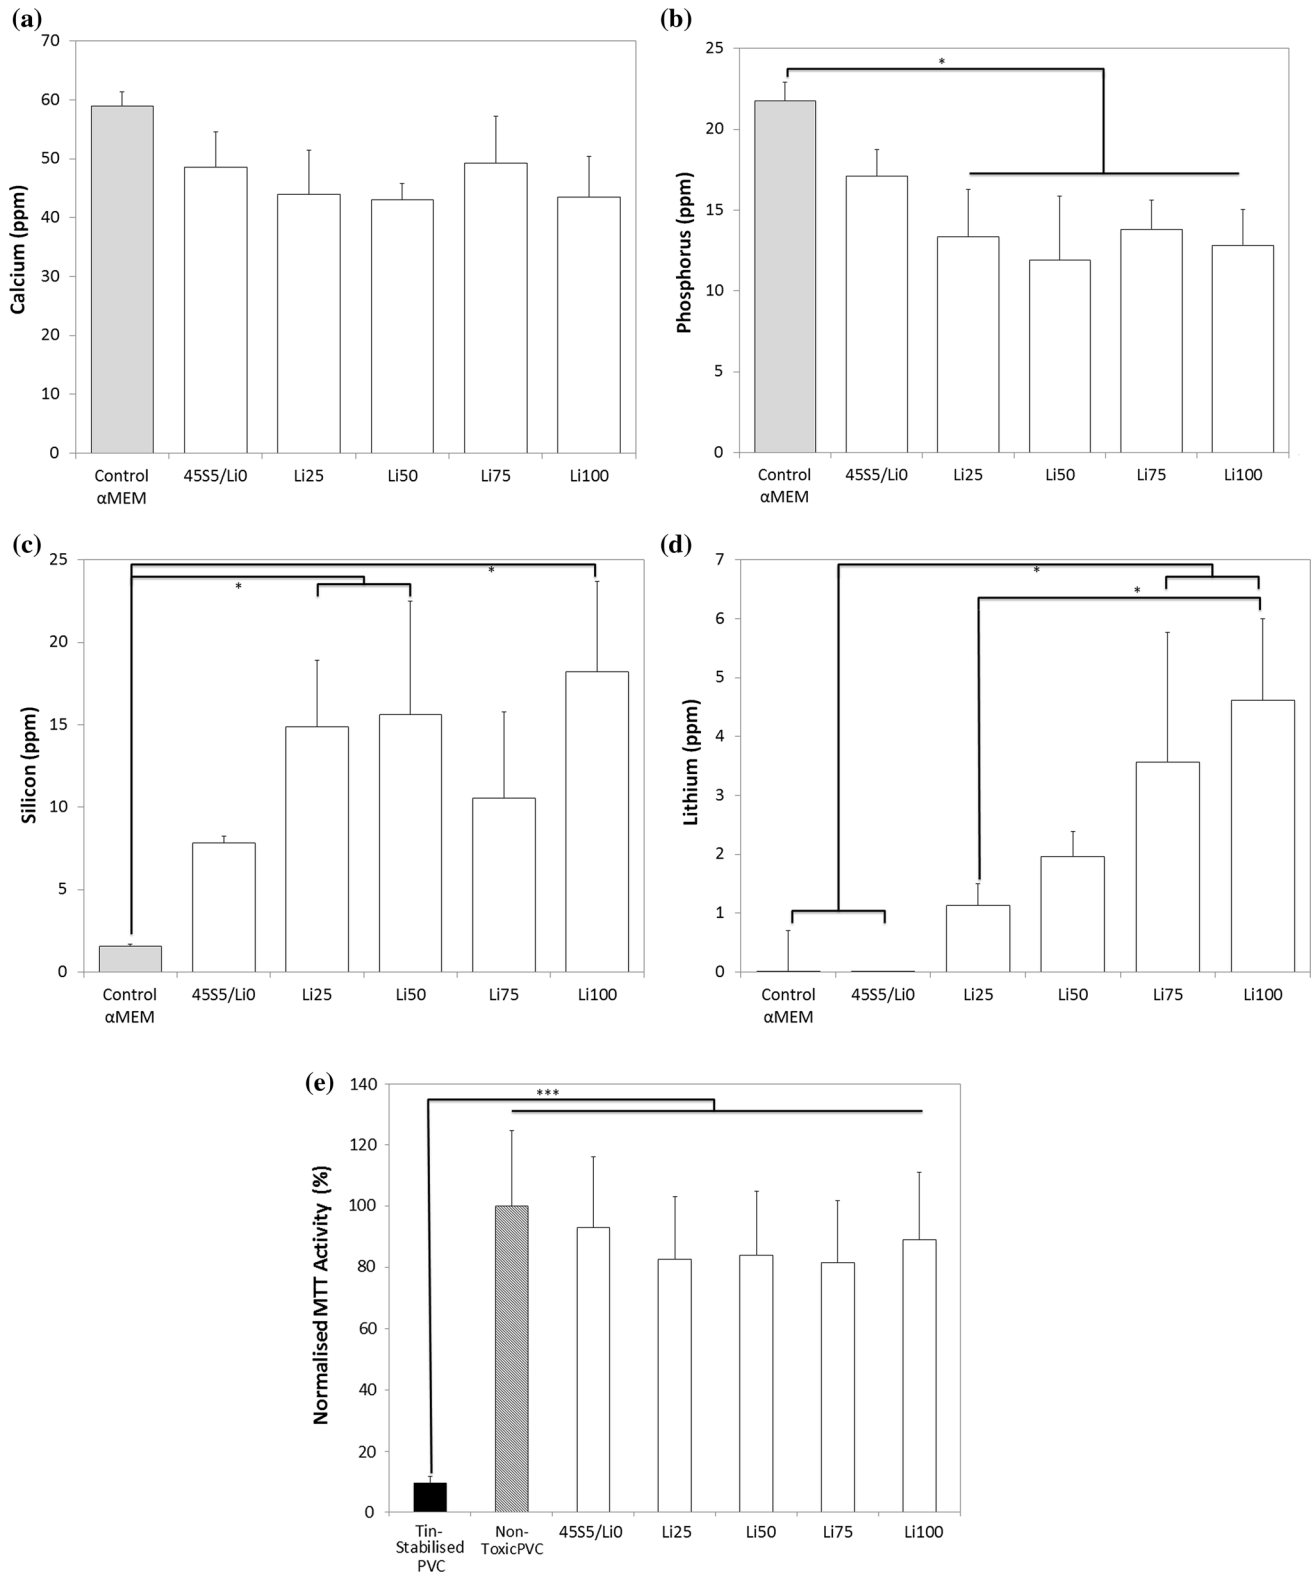 (a)
70
60
50
40
30
20
10
0
Calcium (ppm)
Control αMEM
45S5/Li0
Li25
Li50
Li75
Li100
(b)
25
20
15
10
5
0
Phosphorus (ppm)
*
Control αMEM
45S5/Li0
Li25
Li50
Li75
Li100
(c)
25
20
15
10
5
0
Silicon (ppm)
*
*
Control αMEM
45S5/Li0
Li25
Li50
Li75
Li100
(d)
7
6
5
4
3
2
1
0
Lithium (ppm)
*
*
Control αMEM
45S5/Li0
Li25
Li50
Li75
Li100
(e)
140
120
100
80
60
40
20
0
Normalised MTT Activity (%)
***
Tin-
Stabilised
PVC
Non-
ToxicPVC
45S5/Li0
Li25
Li50
Li75
Li100